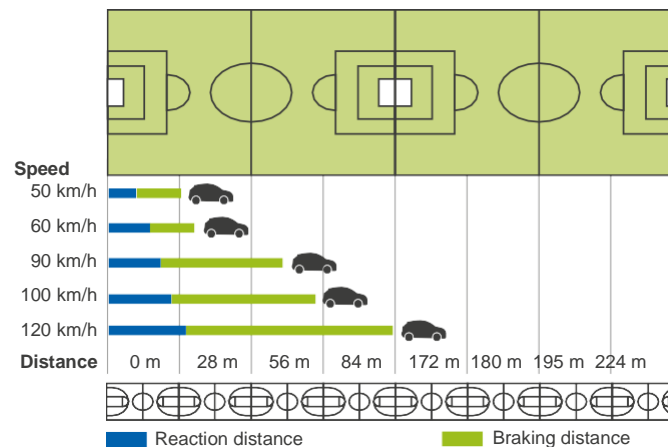 Speed
50 km/h
60 km/h
90 km/h
100 km/h
120 km/h
Distance 0 m 28 m 56 m 84 m 172 m 180 m 195 m 224 m
Reaction distance Braking distance